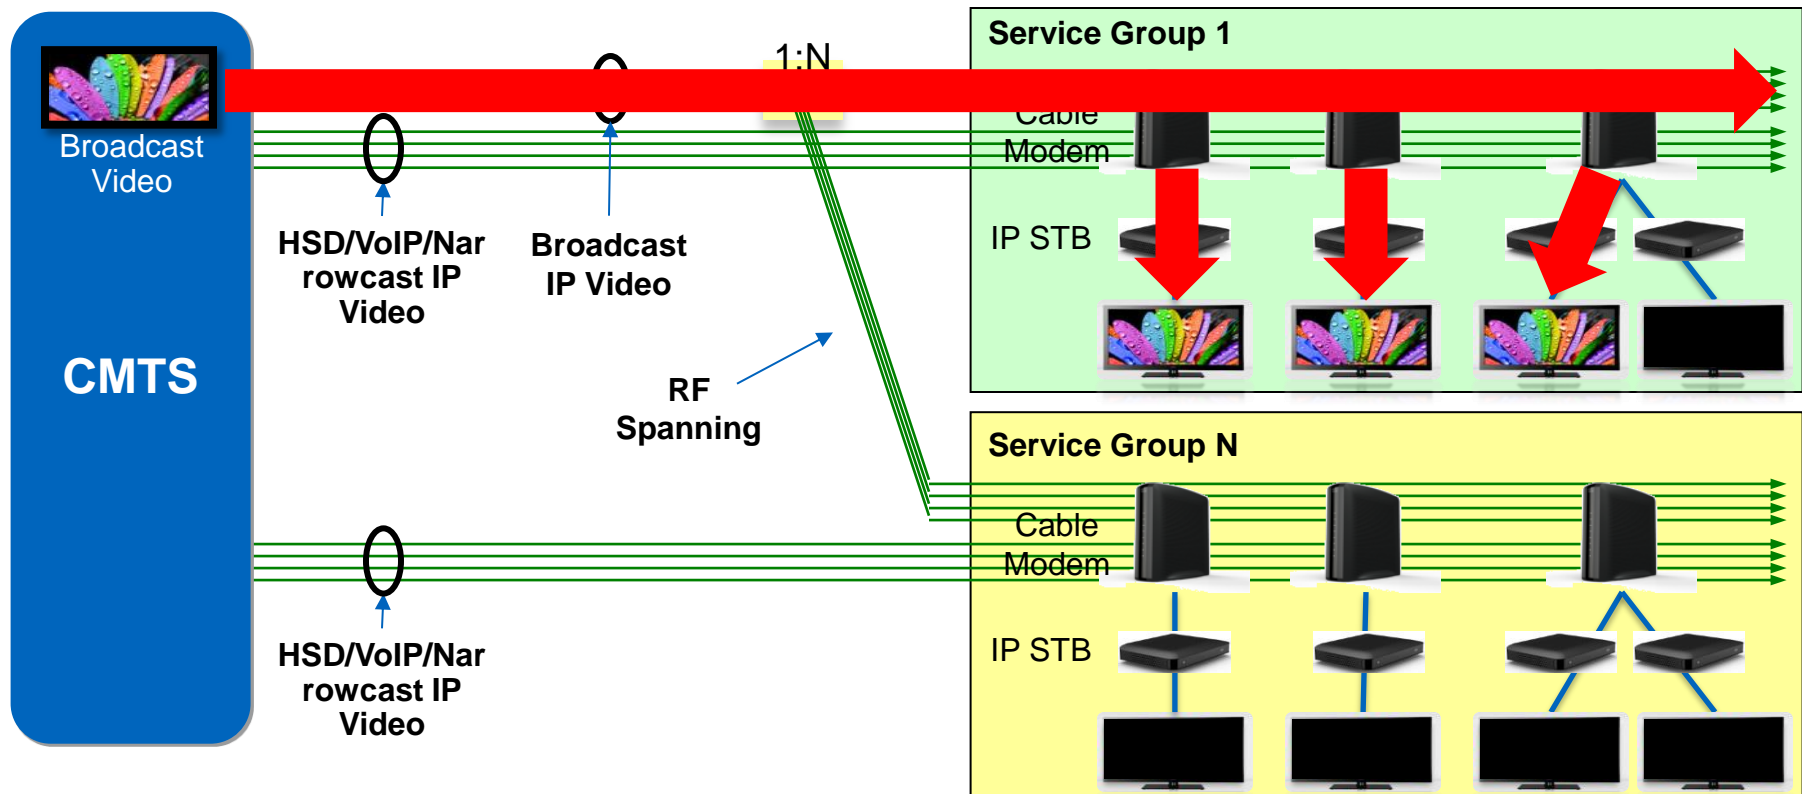 Service Group 1
1:N
Broadcast
Video
Cable
Modem
HSD/VoIP/Nar
rowcast IP
Video
Broadcast
IP Video
IP STB
CMTS
RF
Spanning
Service Group N
Cable
Modem
HSD/VoIP/Nar
rowcast IP
Video
IP STB